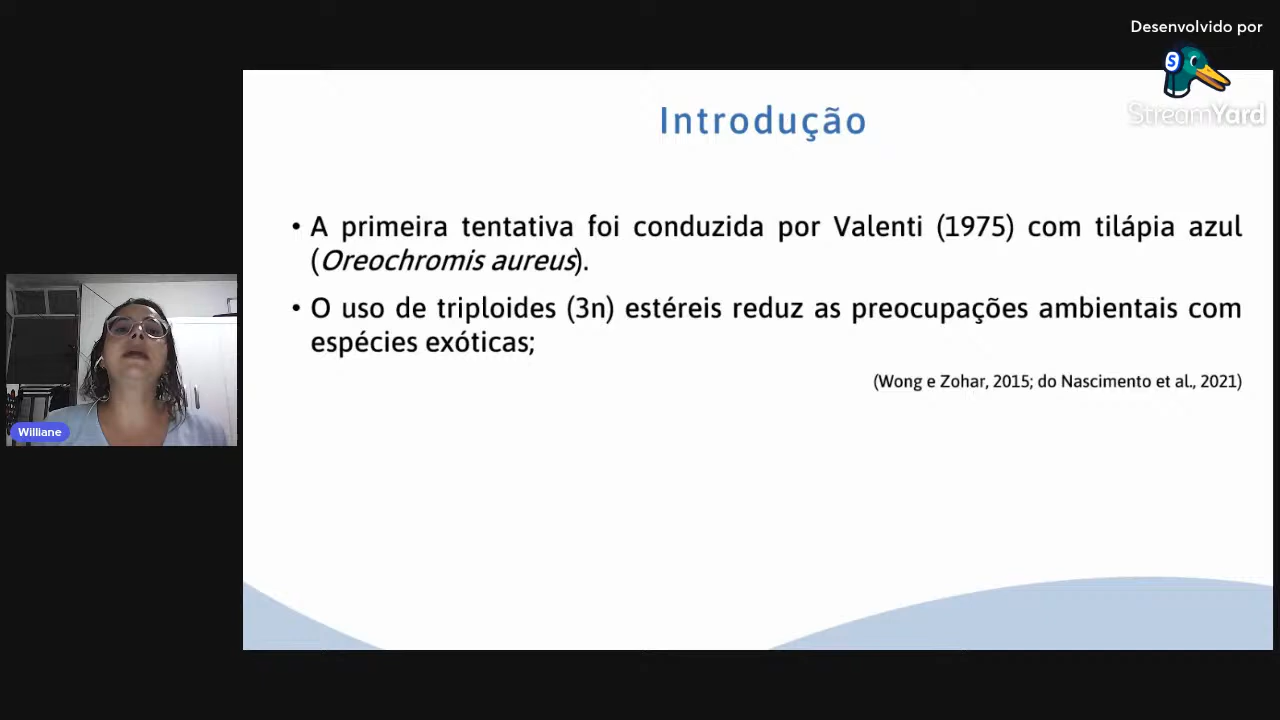 Desenvolvido por
StreamYard
Introdução
• A primeira tentativa foi conduzida por Valenti (1975) com tilápia azul
(Oreochromis aureus).
• O uso de triploides (3n) estéreis reduz as preocupações ambientais com
espécies exóticas;
(Wong e Zohar, 2015; do Nascimento et al., 2021)
Williane